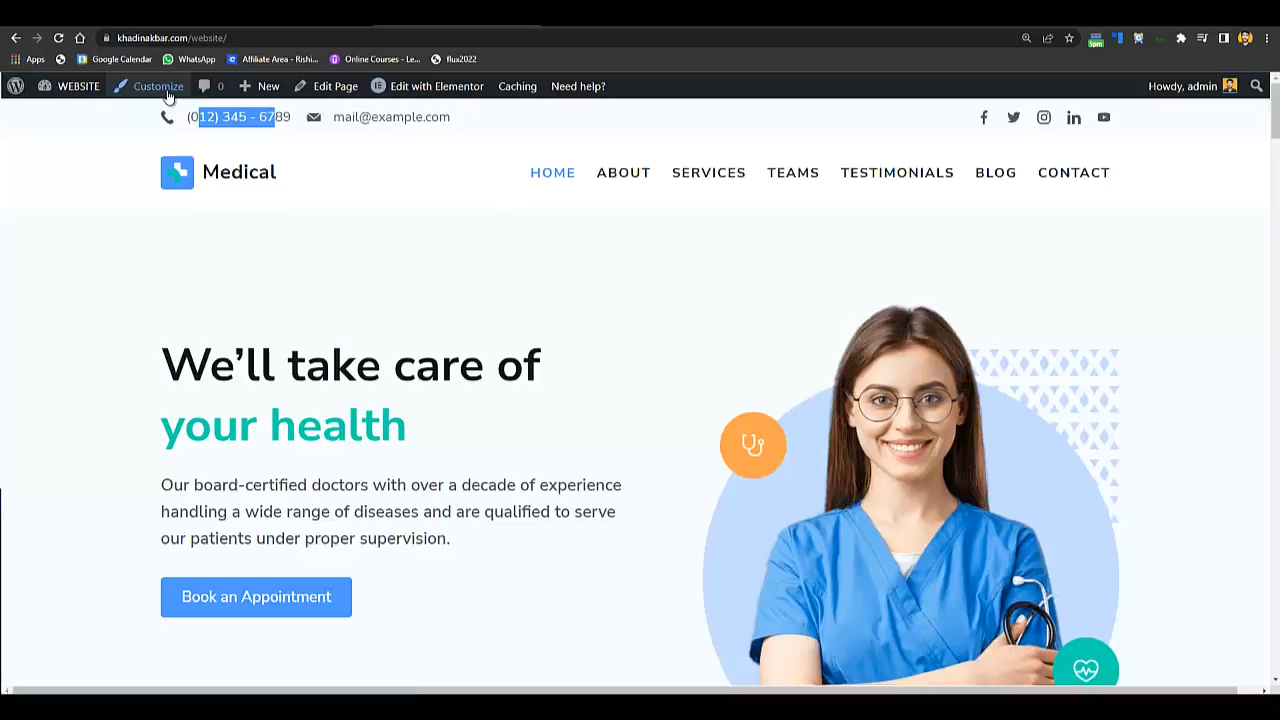 khadinakbar.com/website/
5pm
Apps Google Calendar WhatsApp Affiliate Area - Rishi... Online Courses - Le... flux2022
WEBSITE Customize 0 New Edit Page Edit with Elementor Caching Need help? Howdy, admin
(012) 345 - 6789 mail@example.com
Medical HOME ABOUT SERVICES TEAMS TESTIMONIALS BLOG CONTACT
We’ll take care of
your health
Our board-certified doctors with over a decade of experience
handling a wide range of diseases and are qualified to serve
our patients under proper supervision.
Book an Appointment